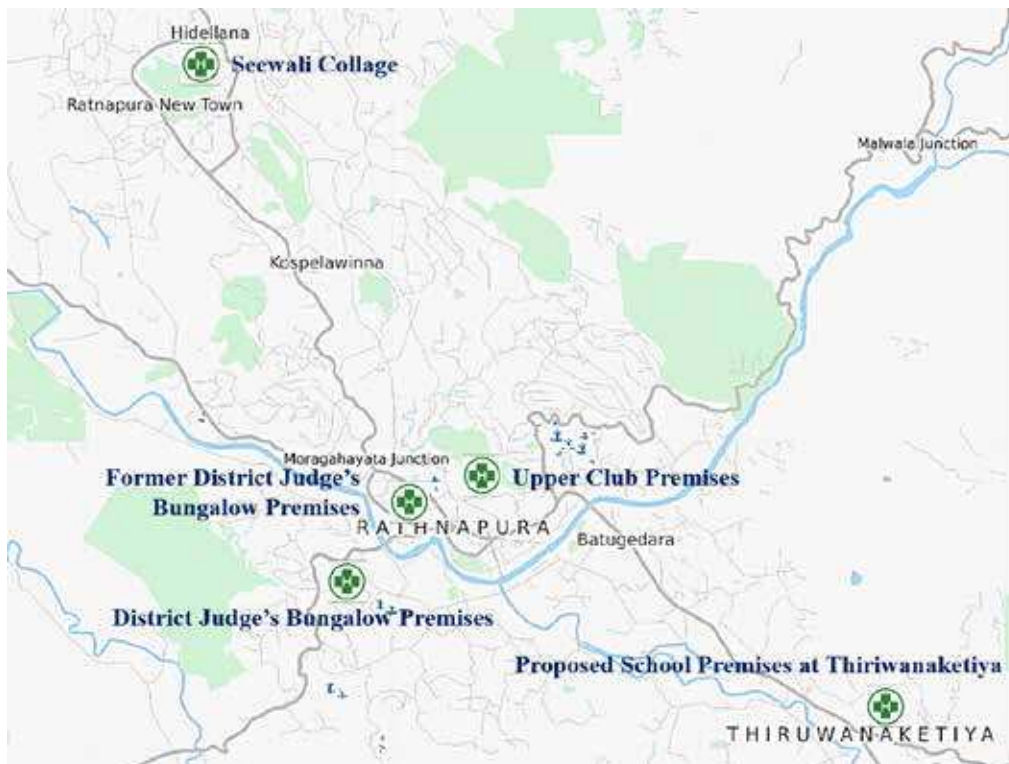 Hidellana
Seewali Collage
Ratnapura New Town
Malwala Junction
Kospelawinna
Moragahayata Junction
Former District Judge's
Bungalow Premises
Upper Club Premises
RATHNAPURA
Batugedara
District Judge's Bungalow Premises
Proposed School Premises at Thiriwanaketiya
THIRUWANAKETIYA